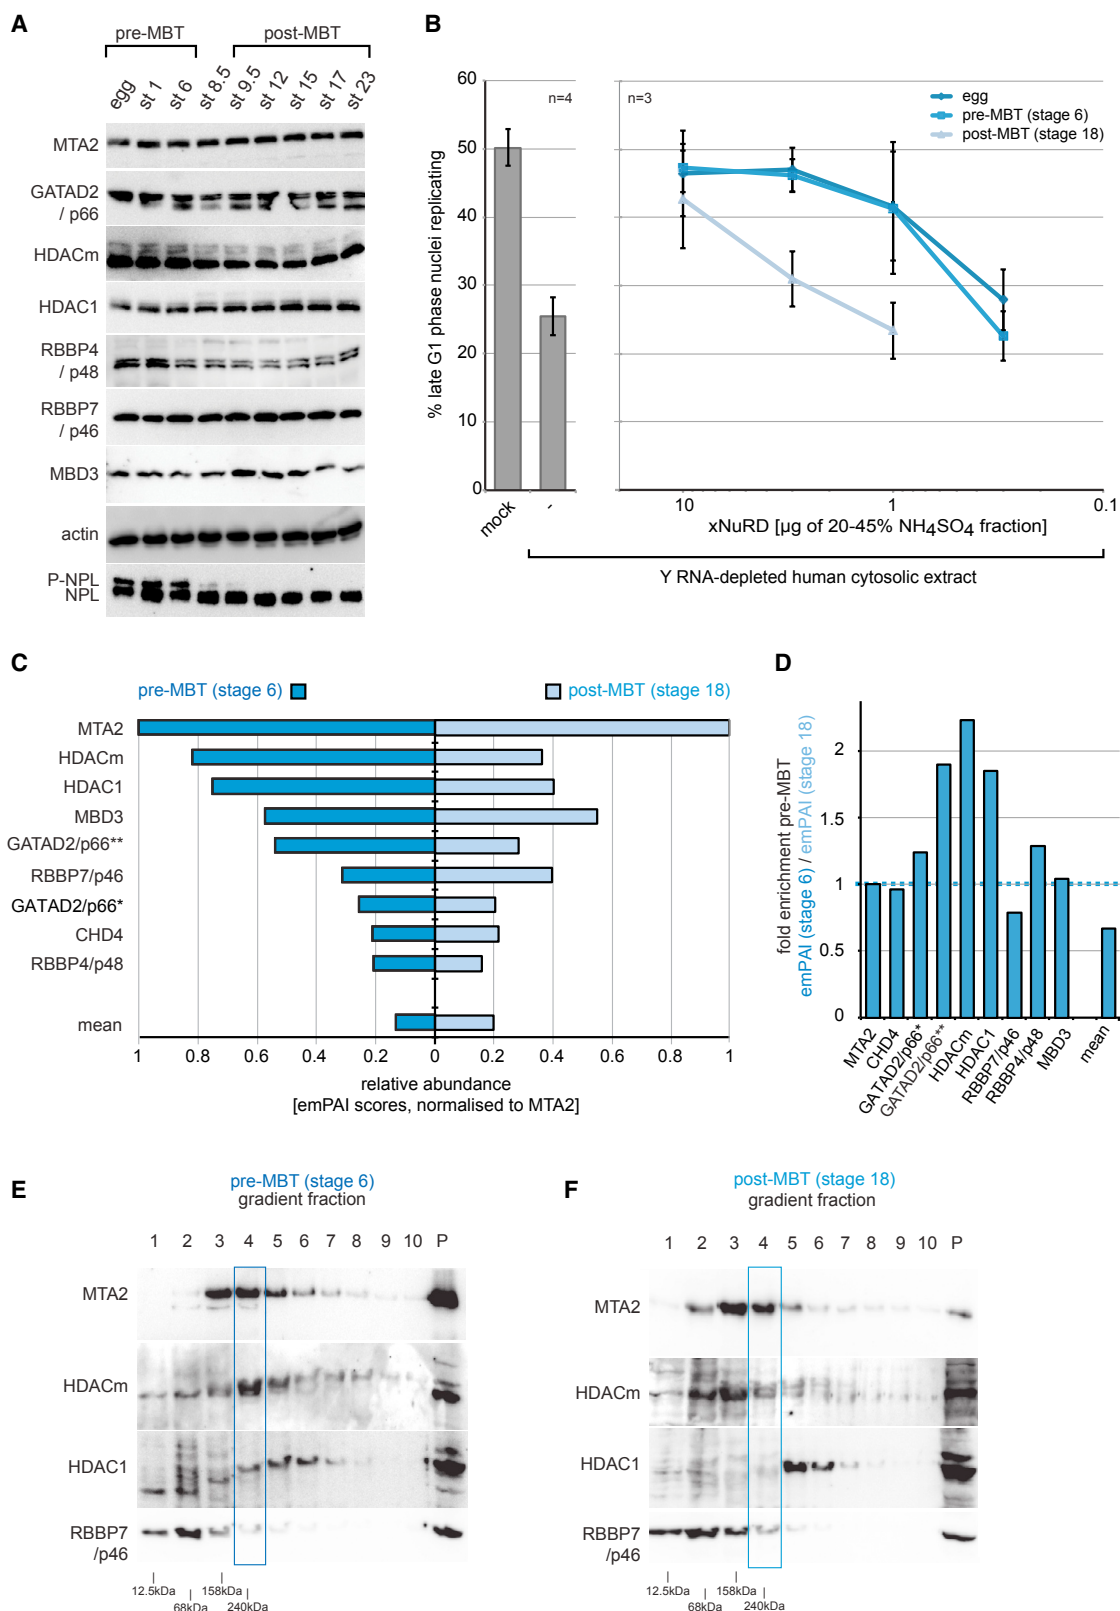 A
pre-MBT
post-MBT
egg
st 1
st 6
st 8.5
st 9.5
st 12
st 15
st 17
st 23
MTA2
GATAD2
/ p66
HDACm
HDAC1
RBBP4
/ p48
RBBP7
/ p46
MBD3
actin
P-NPL
NPL
B
% late G1 phase nuclei replicating
60
50
40
30
20
10
0
n=4
n=3
egg
pre-MBT (stage 6)
post-MBT (stage 18)
mock
-
10
1
0.1
xNuRD [µg of 20-45% NH4SO4 fraction]
Y RNA-depleted human cytosolic extract
C
pre-MBT (stage 6)
post-MBT (stage 18)
MTA2
HDACm
HDAC1
MBD3
GATAD2/p66**
RBBP7/p46
GATAD2/p66*
CHD4
RBBP4/p48
mean
1
0.8
0.6
0.4
0.2
0
0.2
0.4
0.6
0.8
1
relative abundance
[emPAI scores, normalised to MTA2]
D
fold enrichment pre-MBT
emPAI (stage 6) / emPAI (stage 18)
2
1.5
1
0.5
0
MTA2
CHD4
GATAD2/p66*
GATAD2/p66**
HDACm
HDAC1
RBBP7/p46
RBBP4/p48
MBD3
mean
E
pre-MBT (stage 6)
gradient fraction
1 2 3 4 5 6 7 8 9 10 P
MTA2
HDACm
HDAC1
RBBP7
/p46
12.5kDa
68kDa
158kDa
240kDa
F
post-MBT (stage 18)
gradient fraction
1 2 3 4 5 6 7 8 9 10 P
MTA2
HDACm
HDAC1
RBBP7
/p46
12.5kDa
68kDa
158kDa
240kDa